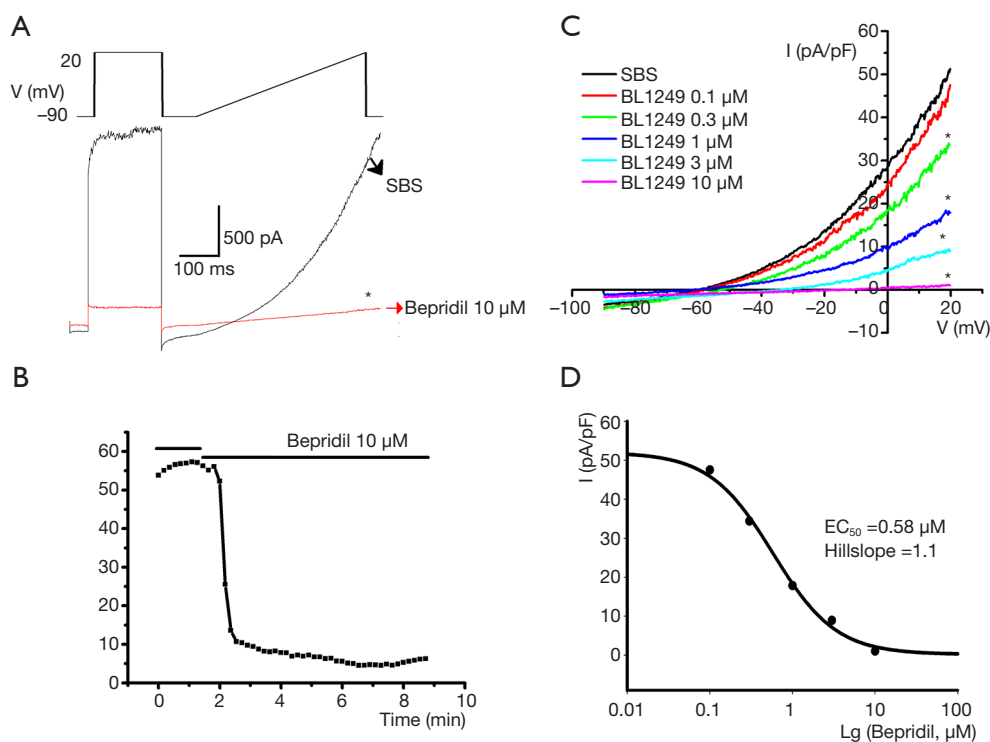 A
20
V (mV)
−90
SBS
500 pA
100 ms
*
Bepridil 10 µM
B
Bepridil 10 µM
60
50
40
30
20
10
0
0 2 4 6 8 10
Time (min)
C
60
I (pA/pF)
50
40
30
20
10
0
−10
SBS
BL1249 0.1 µM
BL1249 0.3 µM
BL1249 1 µM
BL1249 3 µM
BL1249 10 µM
*
*
*
*
−100 −80 −60 −40 −20 0 20
V (mV)
D
I (pA/pF)
60
50
40
30
20
10
0
EC50 =0.58 µM
Hillslope =1.1
0.01 0.1 1 10 100
Lg (Bepridil, µM)